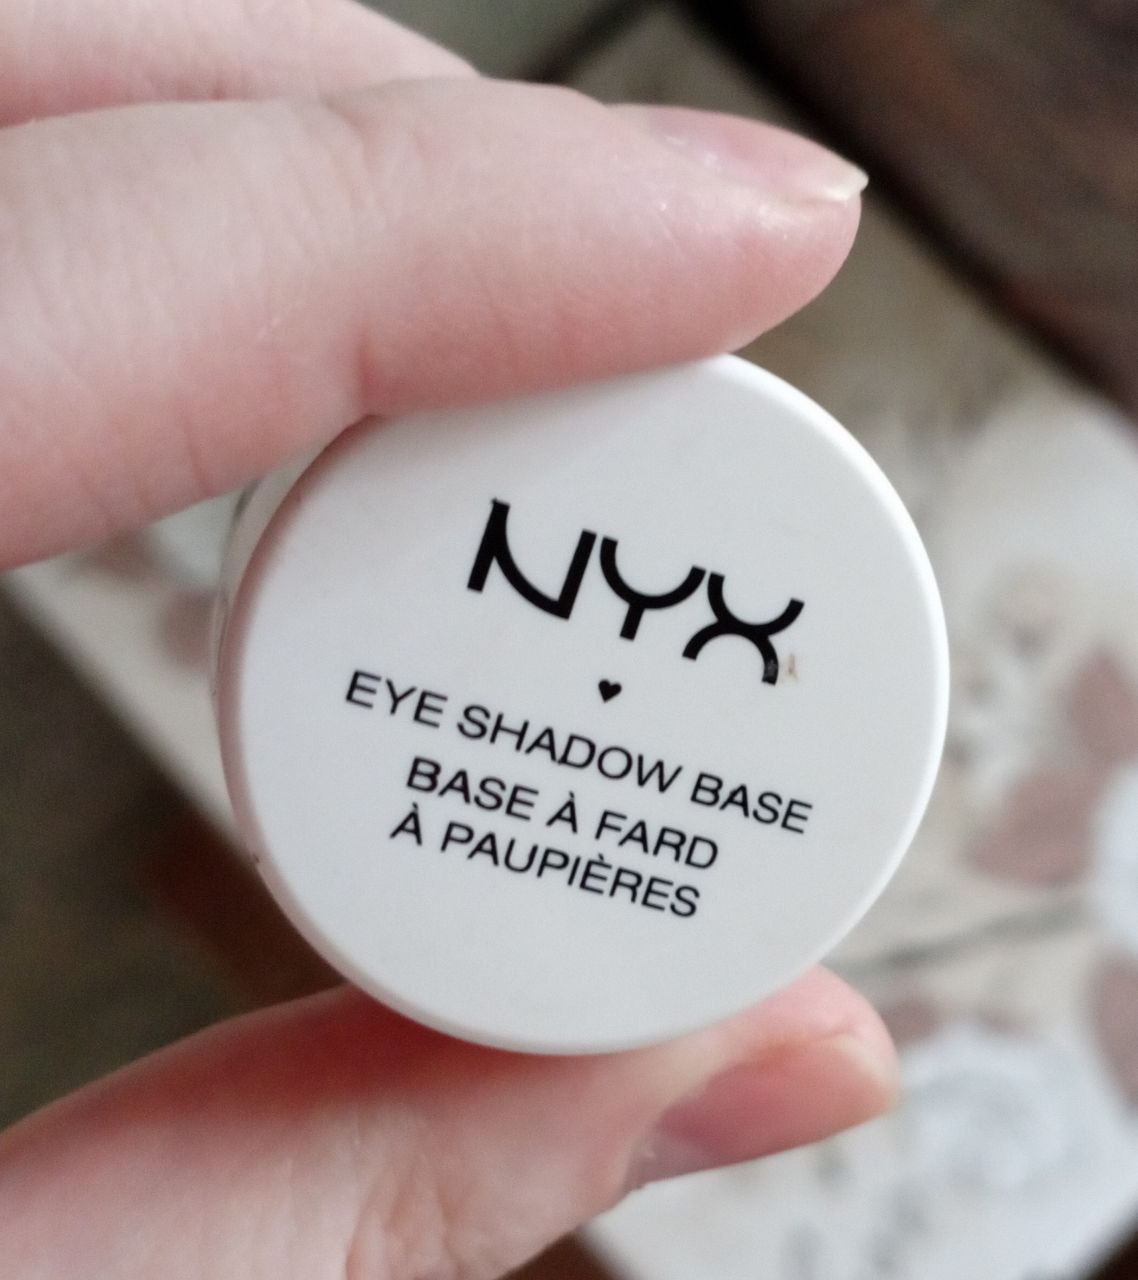 NYX
EYE SHADOW BASE
BASE À FARD
À PAUPIÈRES